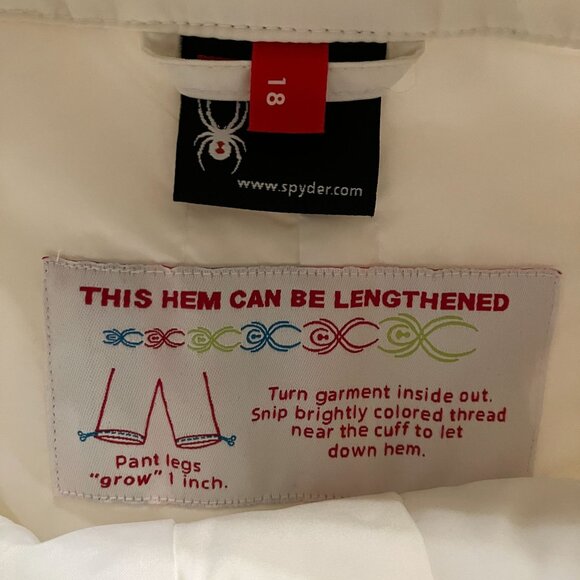 18
www.spyder.com
THIS HEM CAN BE LENGTHENED
Turn garment inside out.
Snip brightly colored thread
near the cuff to let
down hem.
Pant legs
"grow" 1 inch.